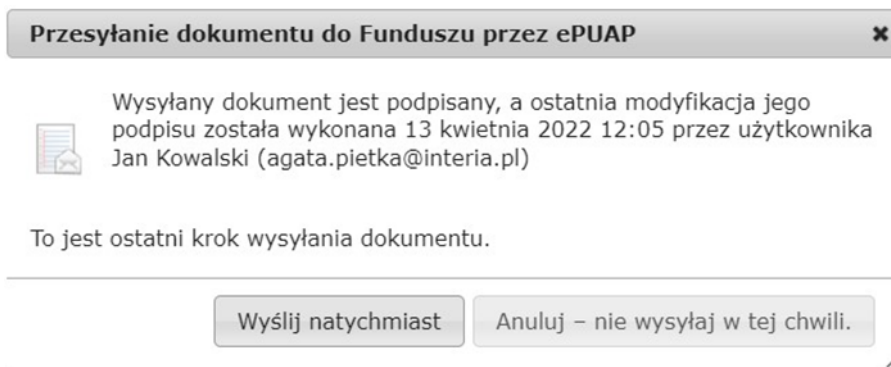 Przesyłanie dokumentu do Funduszu przez ePUAP
Wysyłany dokument jest podpisany, a ostatnia modyfikacja jego
podpisu została wykonana 13 kwietnia 2022 12:05 przez użytkownika
Jan Kowalski (agata.pietka@interia.pl)
To jest ostatni krok wysyłania dokumentu.
Wyślij natychmiast
Anuluj – nie wysyłaj w tej chwili.